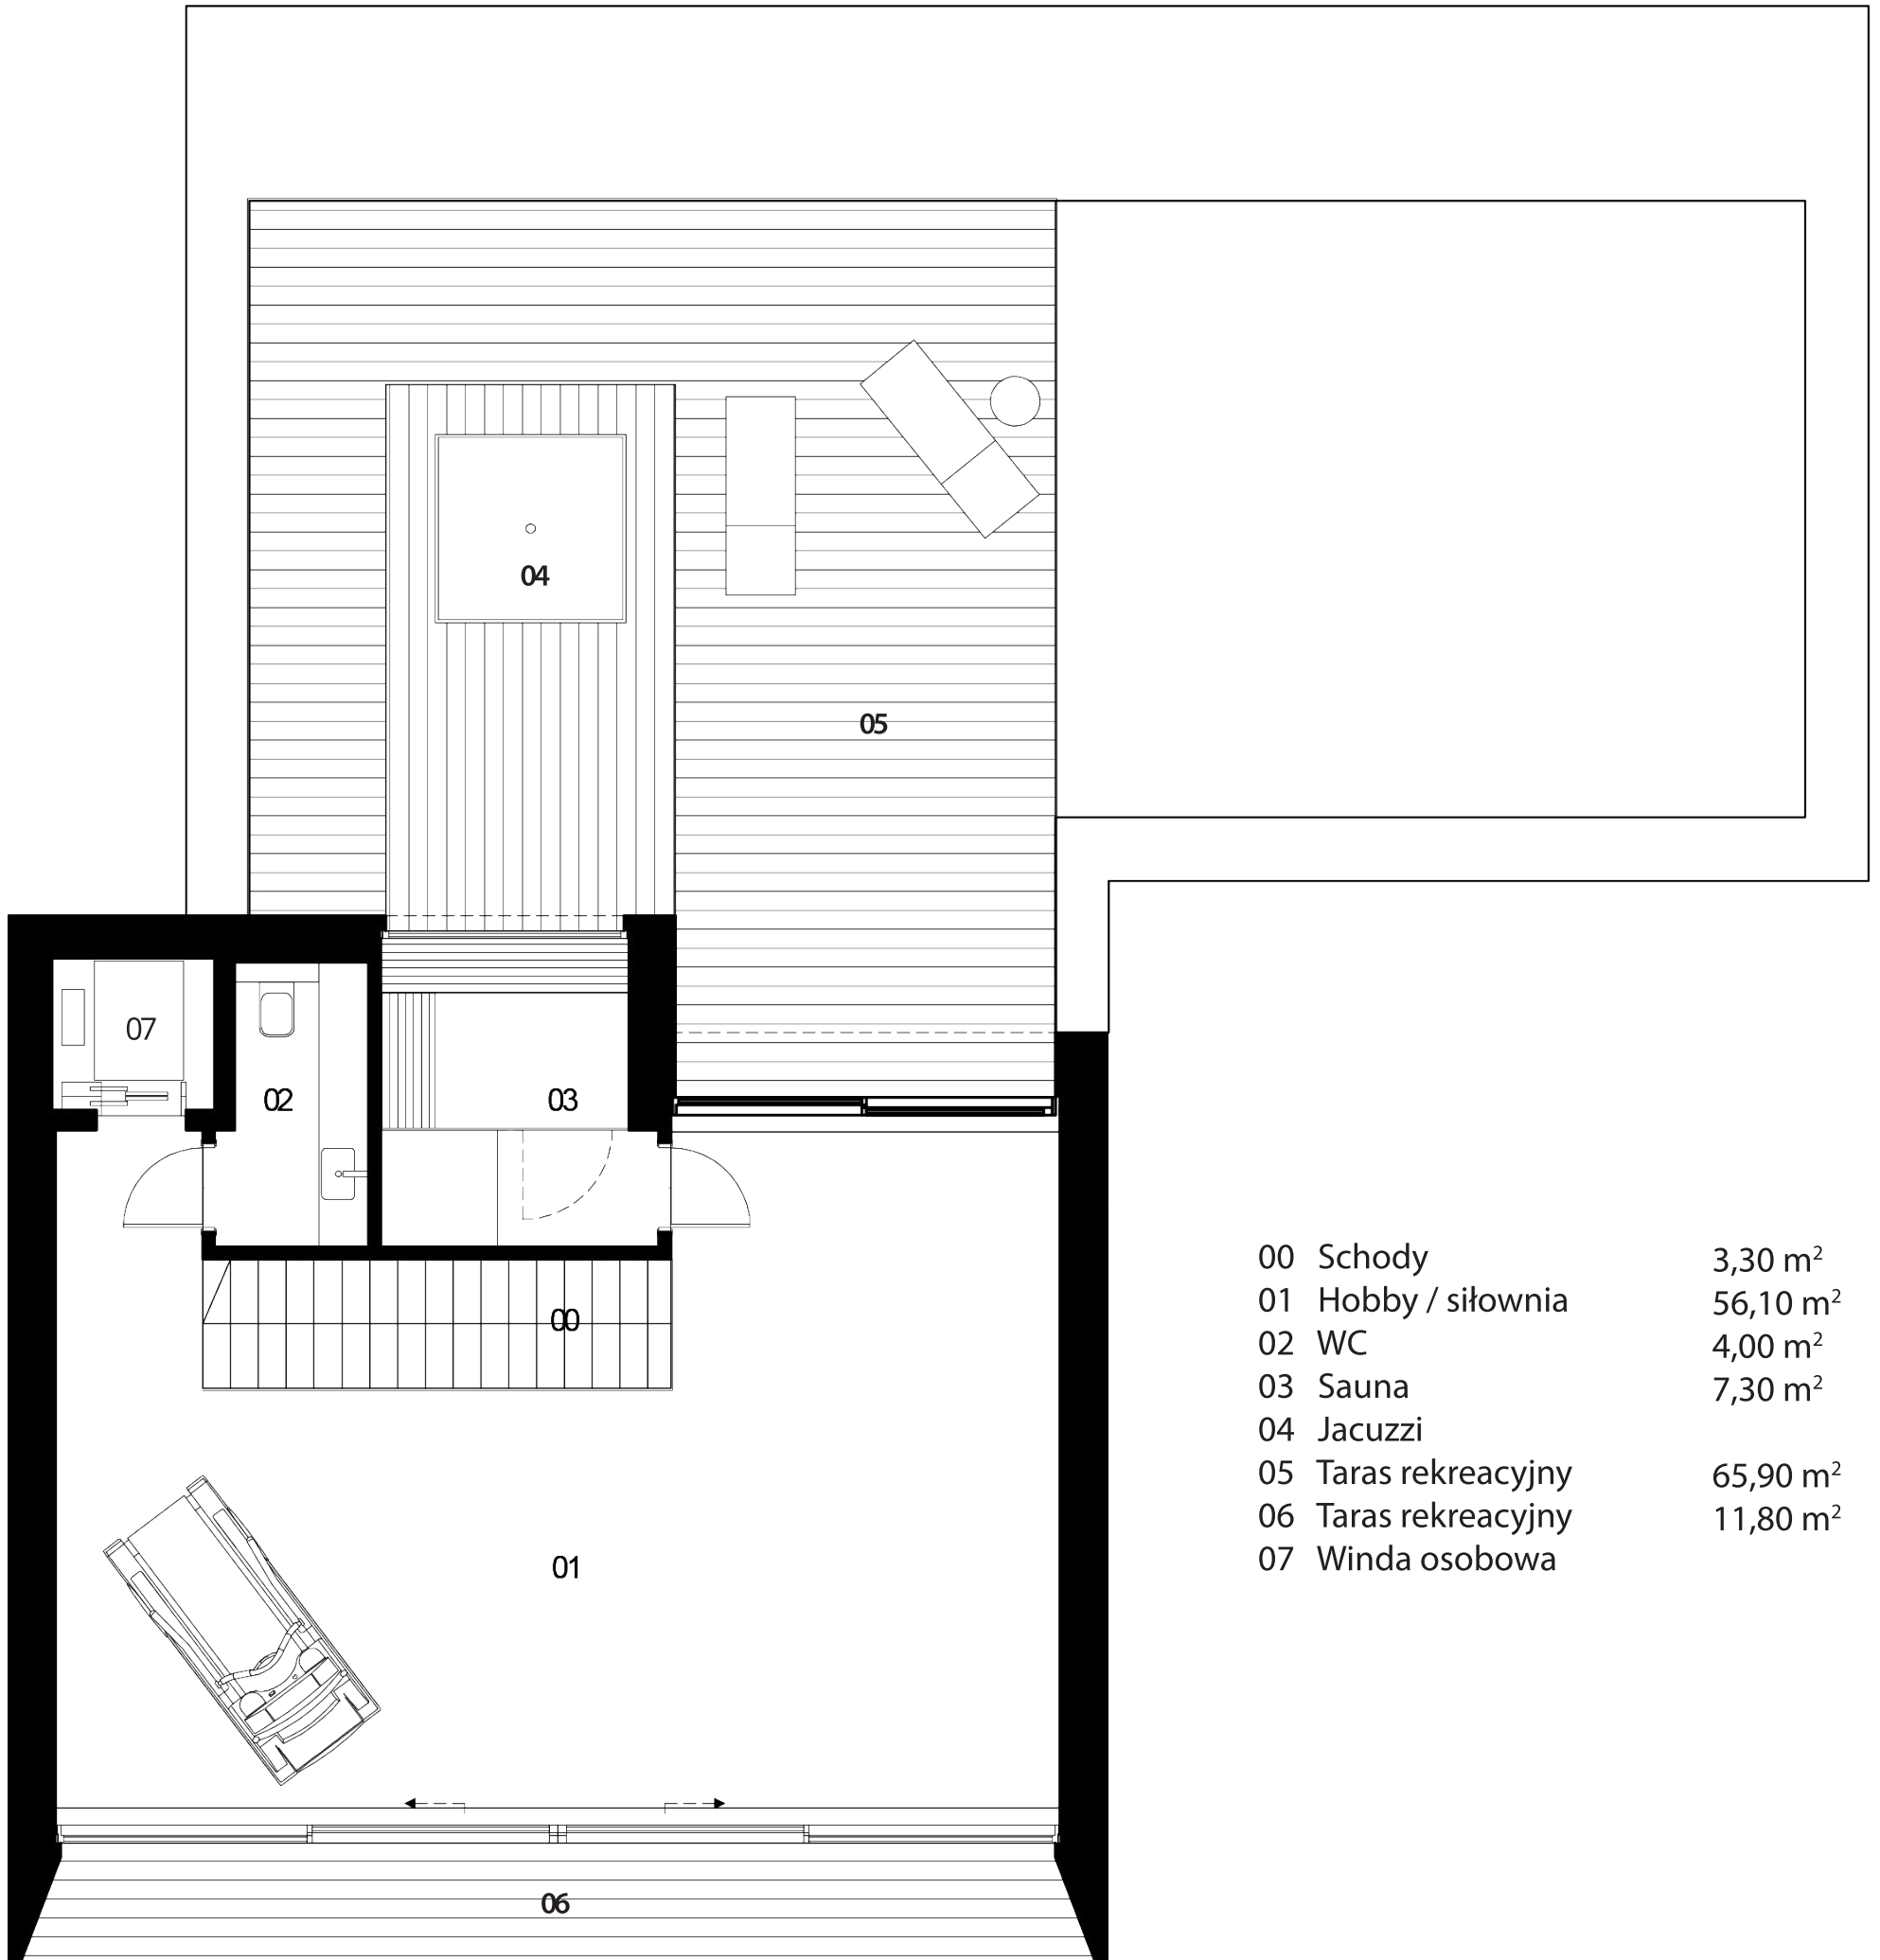 04
05
07
02
03
00
01
06
00 Schody 3,30 m²
01 Hobby / siłownia 56,10 m²
02 WC 4,00 m²
03 Sauna 7,30 m²
04 Jacuzzi
05 Taras rekreacyjny 65,90 m²
06 Taras rekreacyjny 11,80 m²
07 Winda osobowa